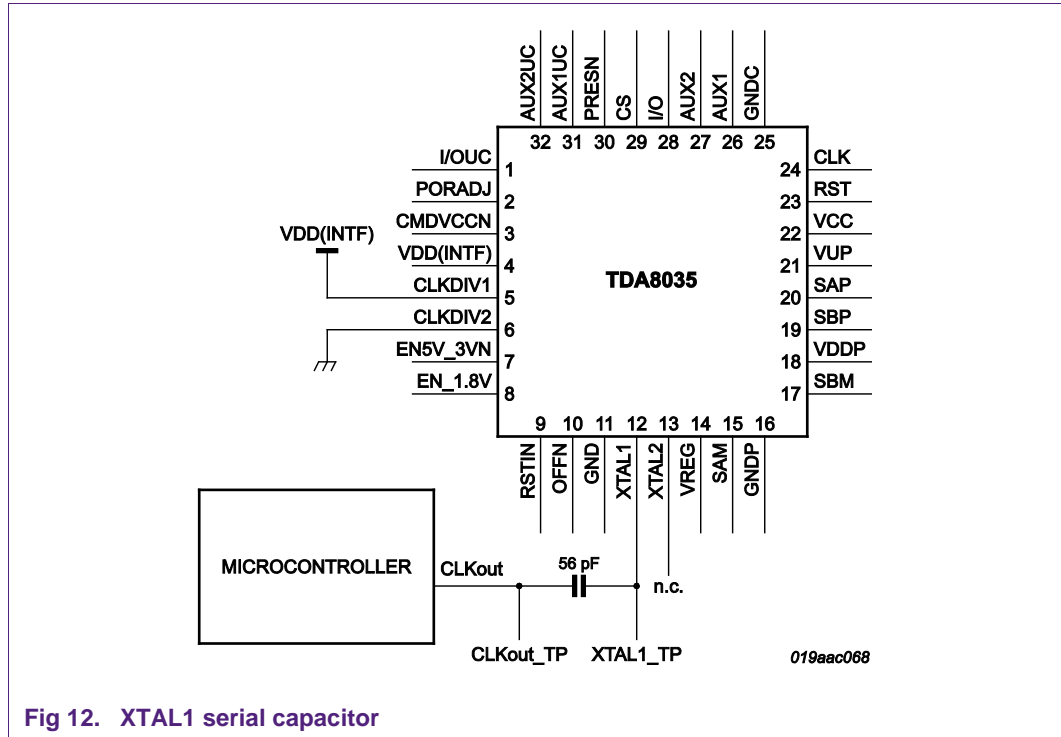 AUX2UC
AUX1UC
PRESN
CS
I/O
AUX2
AUX1
GNDC
32 31 30 29 28 27 26 25
I/OUC 1
PORADJ 2
CMDVCCN 3
VDD(INTF)
VDD(INTF) 4
CLKDIV1 5
CLKDIV2 6
EN5V_3VN 7
EN_1.8V 8
TDA8035
24 CLK
23 RST
22 VCC
21 VUP
20 SAP
19 SBP
18 VDDP
17 SBM
9 10 11 12 13 14 15 16
RSTIN
OFFN
GND
XTAL1
XTAL2
VREG
SAM
GNDP
MICROCONTROLLER
CLKout
56 pF
n.c.
CLKout_TP
XTAL1_TP
019aac068
Fig 12. XTAL1 serial capacitor